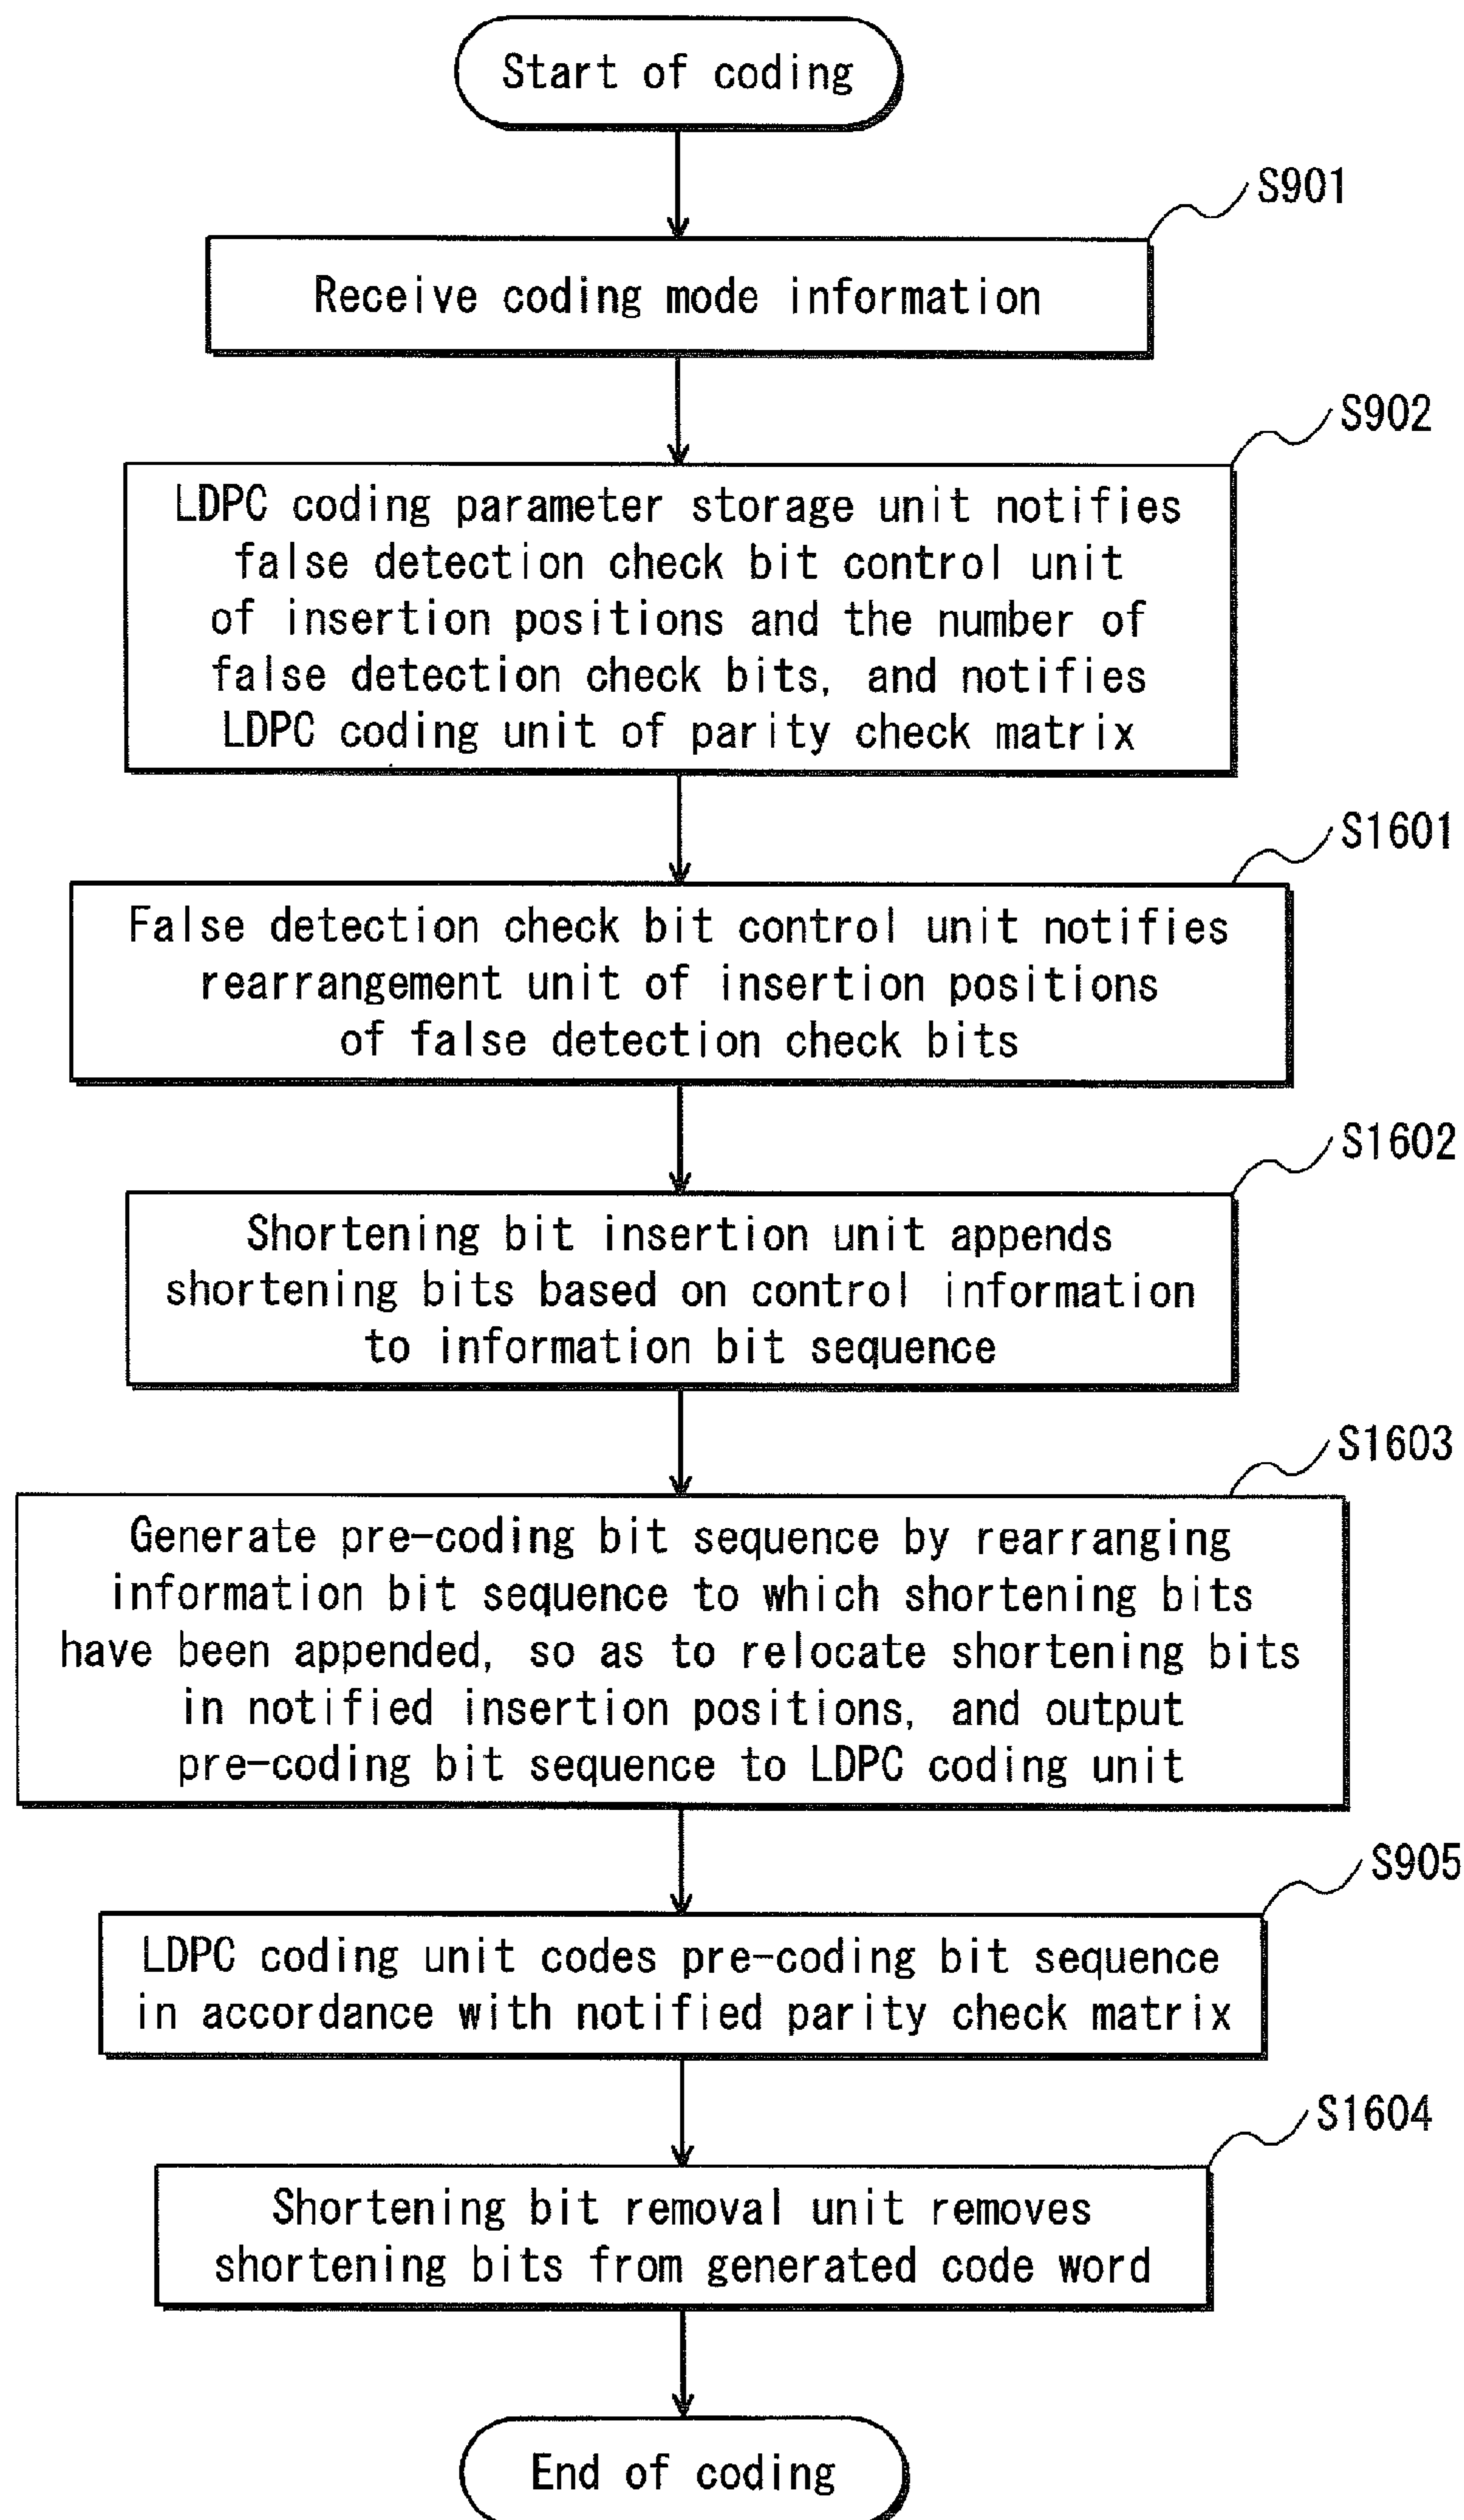 Start of coding
S901
Receive coding mode information
S902
LDPC coding parameter storage unit notifies
false detection check bit control unit
of insertion positions and the number of
false detection check bits, and notifies
LDPC coding unit of parity check matrix
S1601
False detection check bit control unit notifies
rearrangement unit of insertion positions
of false detection check bits
S1602
Shortening bit insertion unit appends
shortening bits based on control information
to information bit sequence
S1603
Generate pre-coding bit sequence by rearranging
information bit sequence to which shortening bits
have been appended, so as to relocate shortening bits
in notified insertion positions, and output
pre-coding bit sequence to LDPC coding unit
S905
LDPC coding unit codes pre-coding bit sequence
in accordance with notified parity check matrix
S1604
Shortening bit removal unit removes
shortening bits from generated code word
End of coding